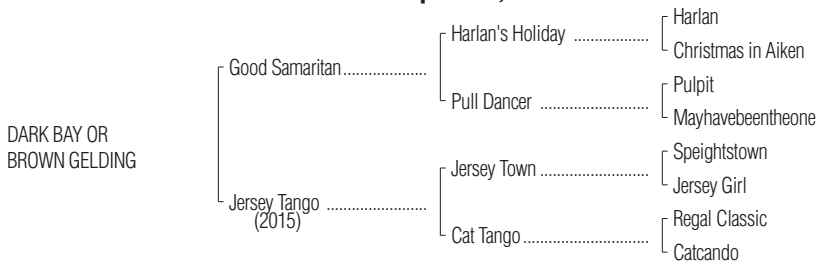 Harlan
Harlan's Holiday ..................
Christmas in Aiken
Good Samaritan.....................
Pulpit
Pull Dancer ..........................
Mayhavebeentheone
DARK BAY OR
BROWN GELDING
Speightstown
Jersey Town ..........................
Jersey Girl
Jersey Tango .........................
(2015)
Regal Classic
Cat Tango..............................
Catcando